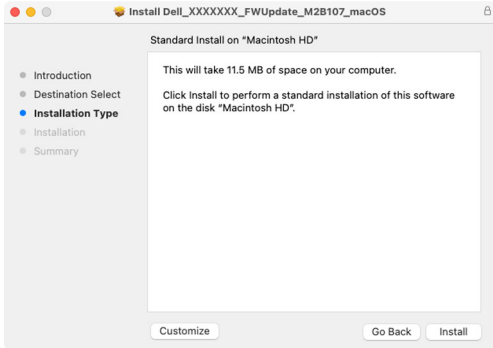 Install Dell_XXXXXXX_FWUpdate_M2B107_macOS
Standard Install on “Macintosh HD”
Introduction
Destination Select
Installation Type
Installation
Summary
This will take 11.5 MB of space on your computer.
Click Install to perform a standard installation of this software
on the disk “Macintosh HD”.
Customize
Go Back
Install